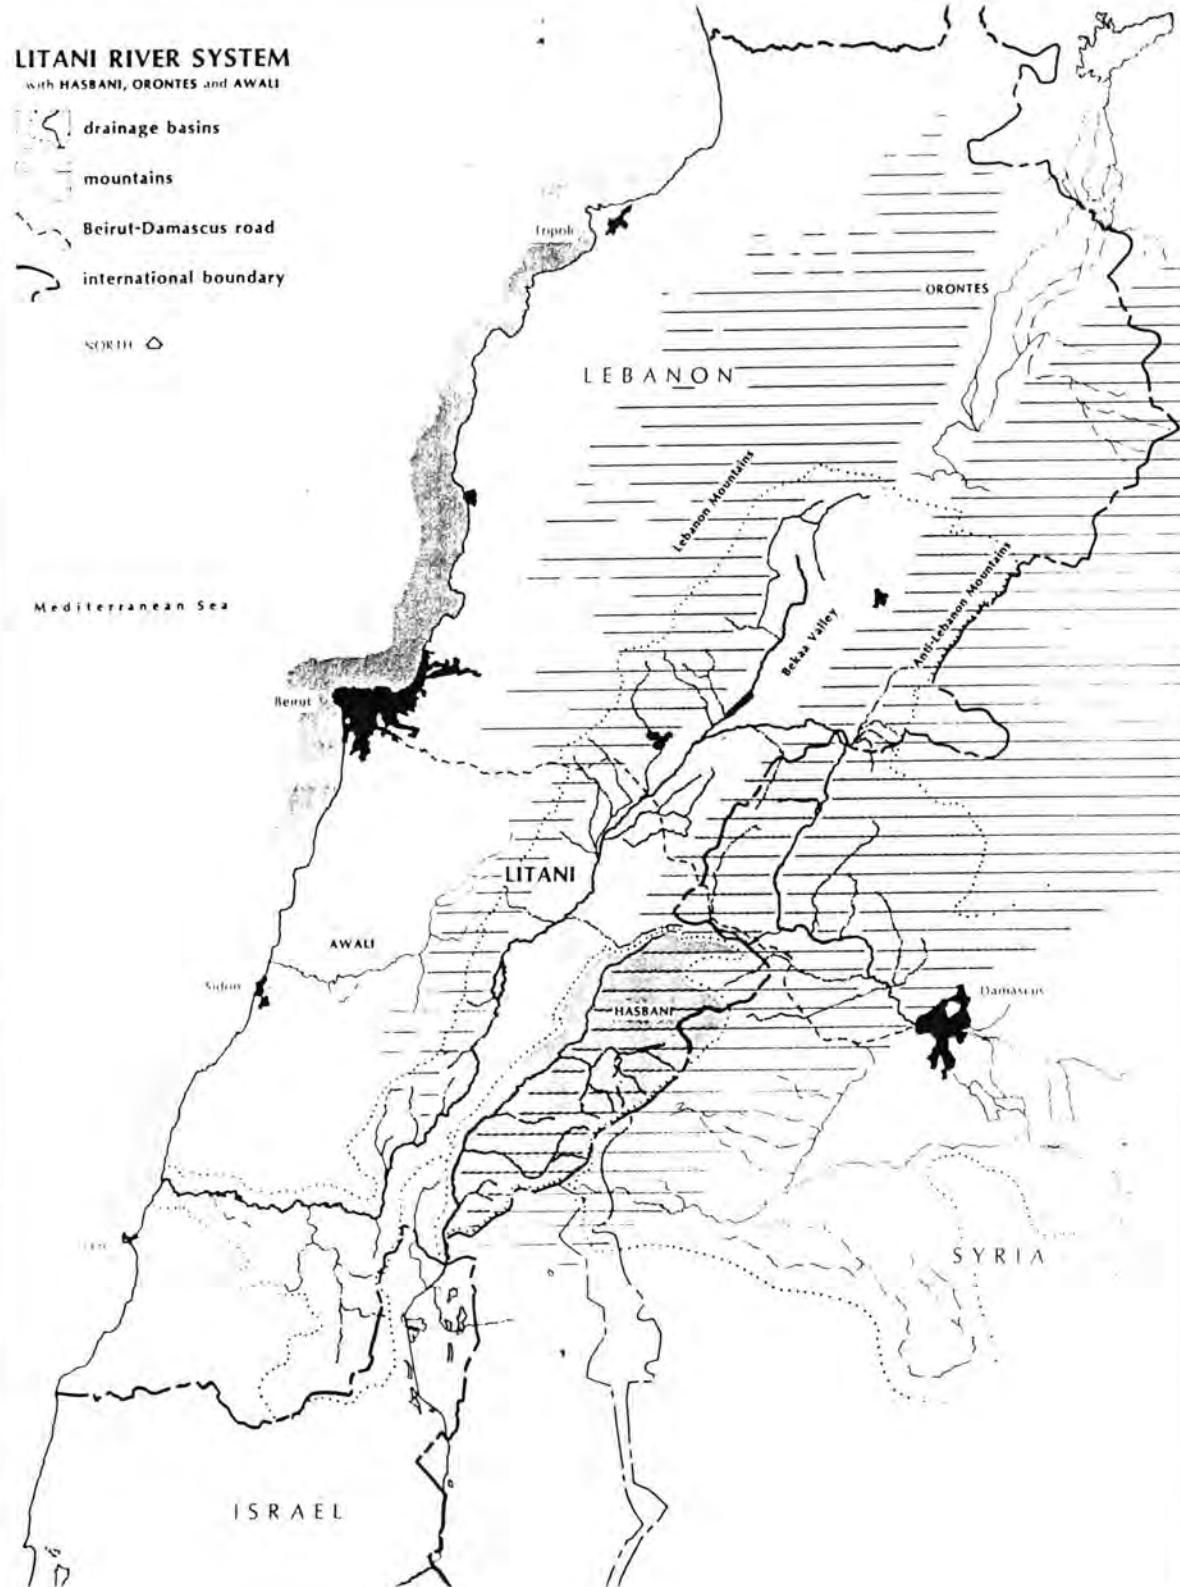 LITANI RIVER SYSTEM
with HASBANI, ORONTES and AWALI
drainage basins
mountains
Beirut-Damascus road
international boundary
NORTH
Tripoli
ORONTES
LEBANON
Lebanon Mountains
Anti-Lebanon Mountains
Mediterranean Sea
Bekaa Valley
Beirut
LITANI
AWALI
Sidon
Damascus
HASBANI
SYRIA
ISRAEL